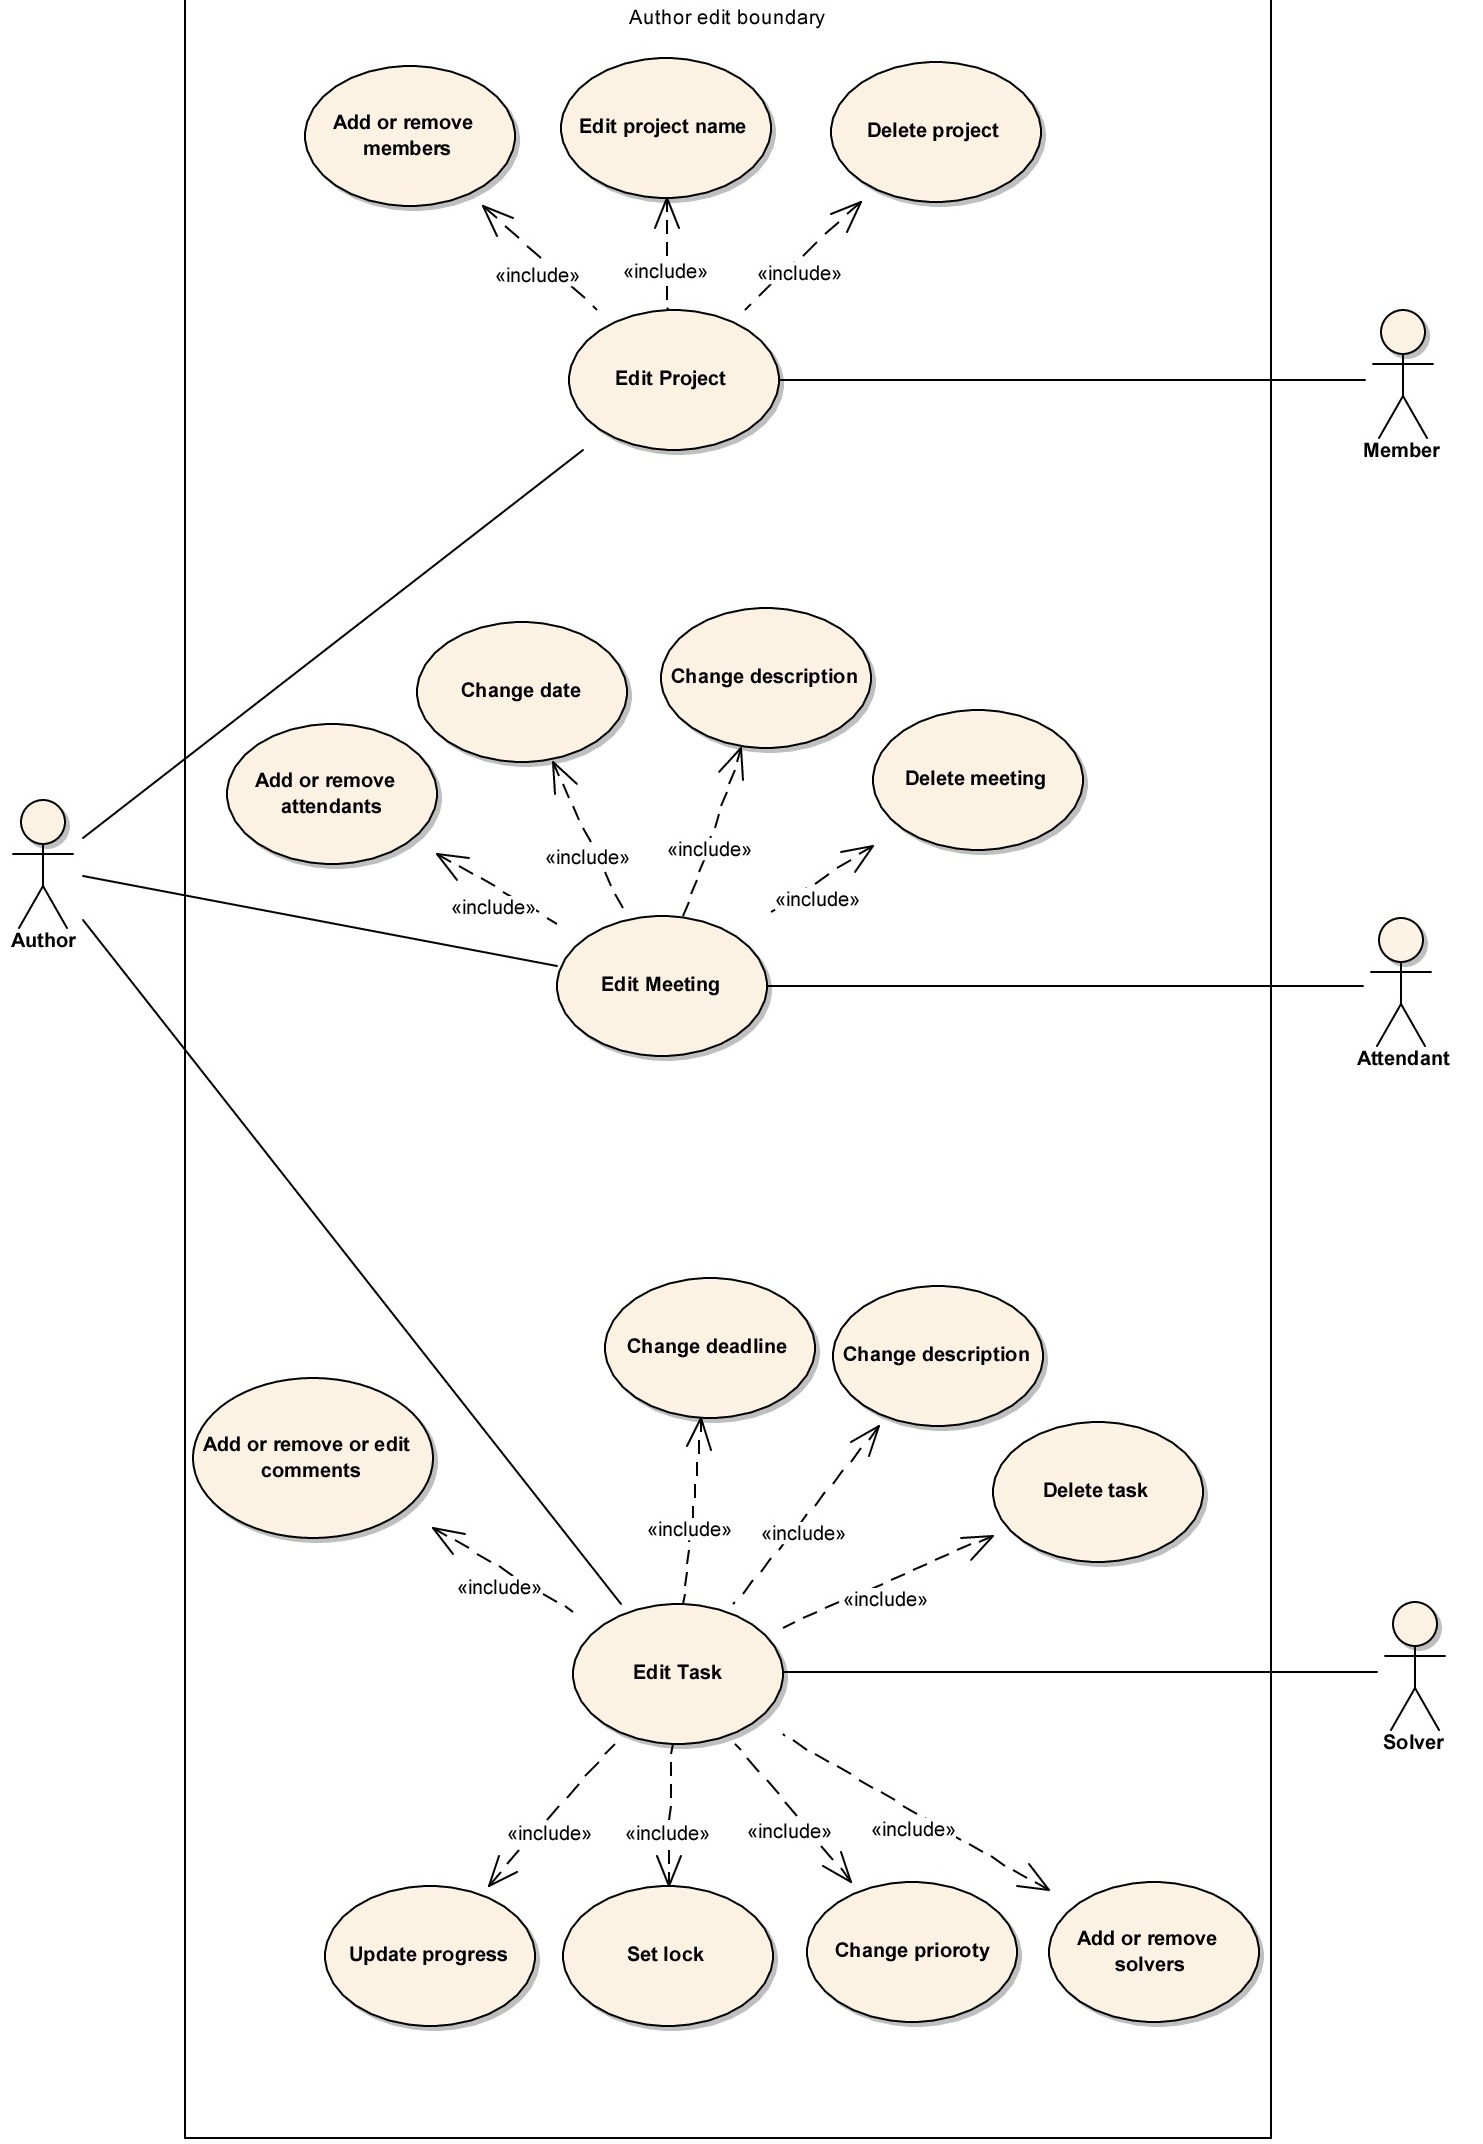 Author edit boundary
Add or remove
members
Edit project name
Delete project
«include»
«include»
«include»
Edit Project
Member
Change date
Change description
Add or remove
attendants
Delete meeting
«include»
«include»
«include»
«include»
Author
Edit Meeting
Attendant
Change deadline
Change description
Add or remove or edit
comments
Delete task
«include»
«include»
«include»
«include»
Edit Task
Solver
«include»
«include»
«include»
«include»
Update progress
Set lock
Change prioroty
Add or remove
solvers